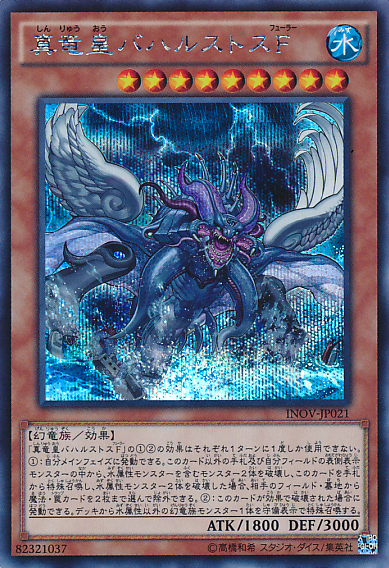 真竜皇バハルストスF
しん りゅう おう フューラー
水
INOV-JP021
【幻竜族／効果】
「真竜皇バハルストスF」の①②の効果はそれぞれ1ターンに1度しか使用できない。
①：自分メインフェイズに発動できる。このカード以外の手札及び自分フィールドの表側表示
モンスターの中から、水属性モンスターを含むモンスター2体を破壊し、このカードを手札
から特殊召喚し、水属性モンスター2体を破壊した場合、相手のフィールド・墓地から
魔法・罠カードを2枚まで選んで除外できる。②：このカードが効果で破壊された場合に
発動できる。デッキから水属性以外の幻竜族モンスター1体を守備表示で特殊召喚する。
ATK/1800 DEF/3000
82321037
©高橋和希 スタジオ・ダイス/集英社